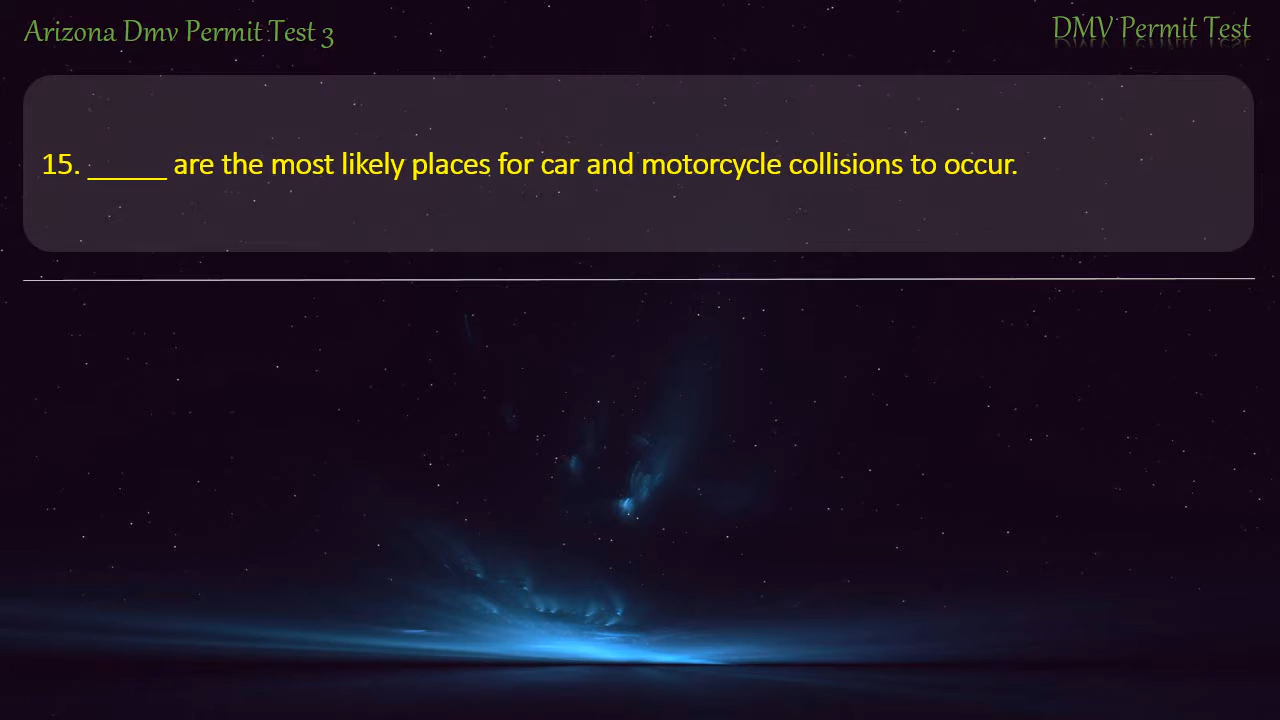 Arizona Dmv Permit Test 3
DMV Permit Test
15. _____ are the most likely places for car and motorcycle collisions to occur.